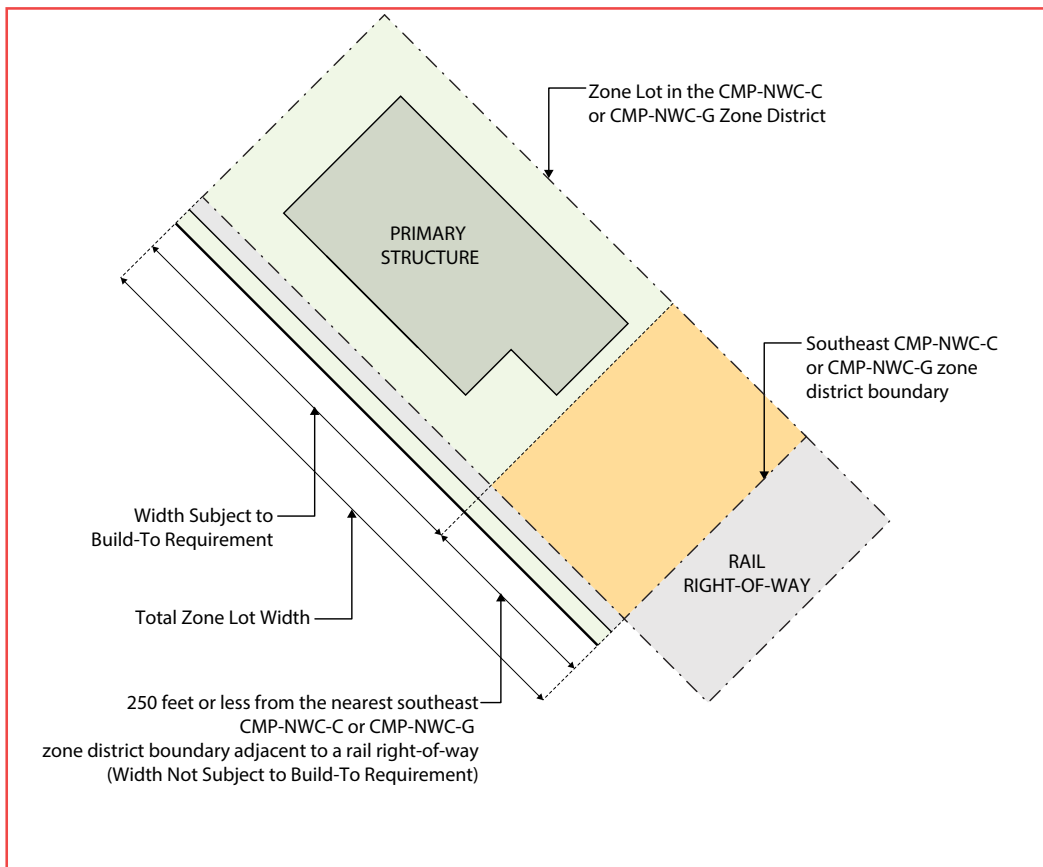 Zone Lot in the CMP-NWC-C
or CMP-NWC-G Zone District
PRIMARY
STRUCTURE
Southeast CMP-NWC-C
or CMP-NWC-G zone
district boundary
Width Subject to
Build-To Requirement
RAIL
RIGHT-OF-WAY
Total Zone Lot Width
250 feet or less from the nearest southeast
CMP-NWC-C or CMP-NWC-G
zone district boundary adjacent to a rail right-of-way
(Width Not Subject to Build-To Requirement)